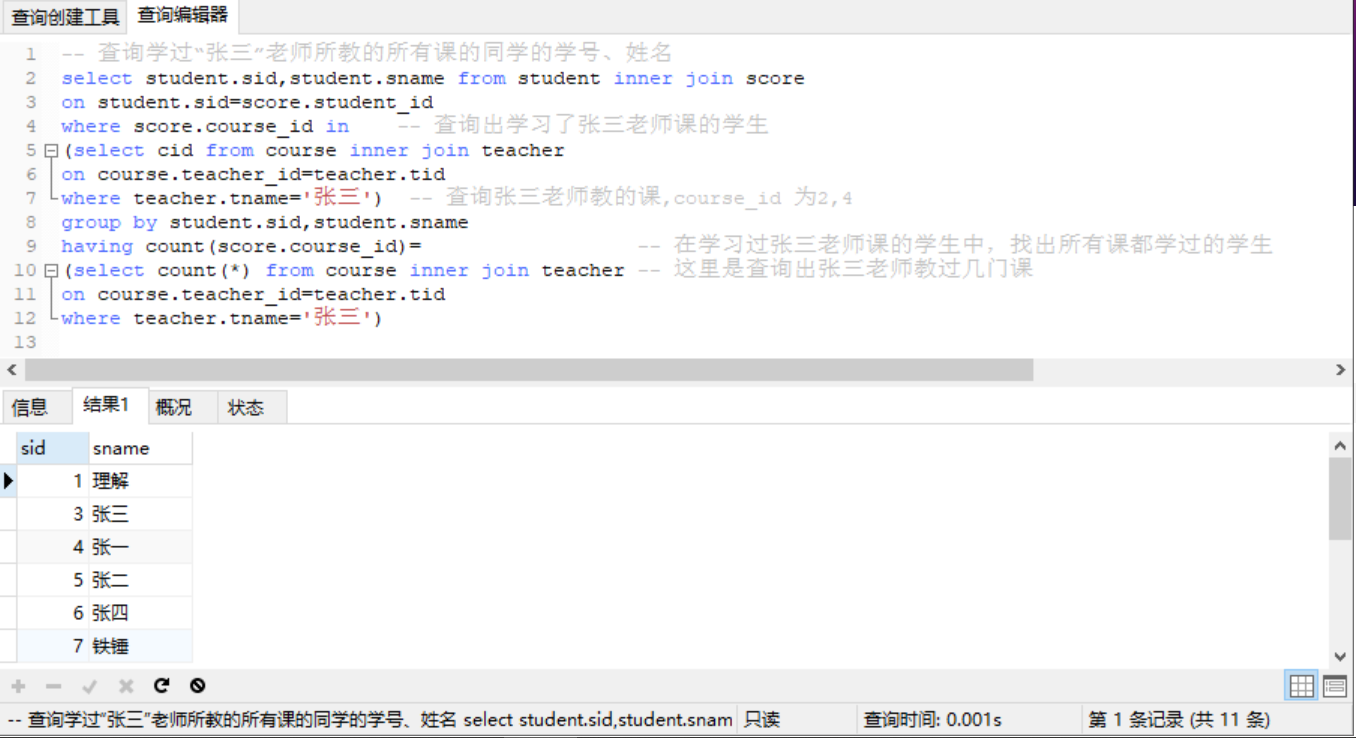 查询创建工具 查询编辑器
1 -- 查询学过“张三”老师所教的所有课的同学的学号、姓名
2 select student.sid,student.sname from student inner join score
3 on student.sid=score.student_id
4 where score.course_id in -- 查询出学习了张三老师课的学生
5 (select cid from course inner join teacher
6 on course.teacher_id=teacher.tid
7 where teacher.tname='张三') -- 查询张三老师教的课,course_id 为2,4
8 group by student.sid,student.sname
9 having count(score.course_id)= -- 在学习过张三老师课的学生中，找出所有课都学过的学生
10 (select count(*) from course inner join teacher -- 这里是查询出张三老师教过几门课
11 on course.teacher_id=teacher.tid
12 where teacher.tname='张三')
13
信息 结果1 概况 状态
sid sname
1 理解
3 张三
4 张一
5 张二
6 张四
7 铁锤
-- 查询学过“张三”老师所教的所有课的同学的学号、姓名 select student.sid,student.snam 只读 查询时间: 0.001s 第 1 条记录 (共 11 条)